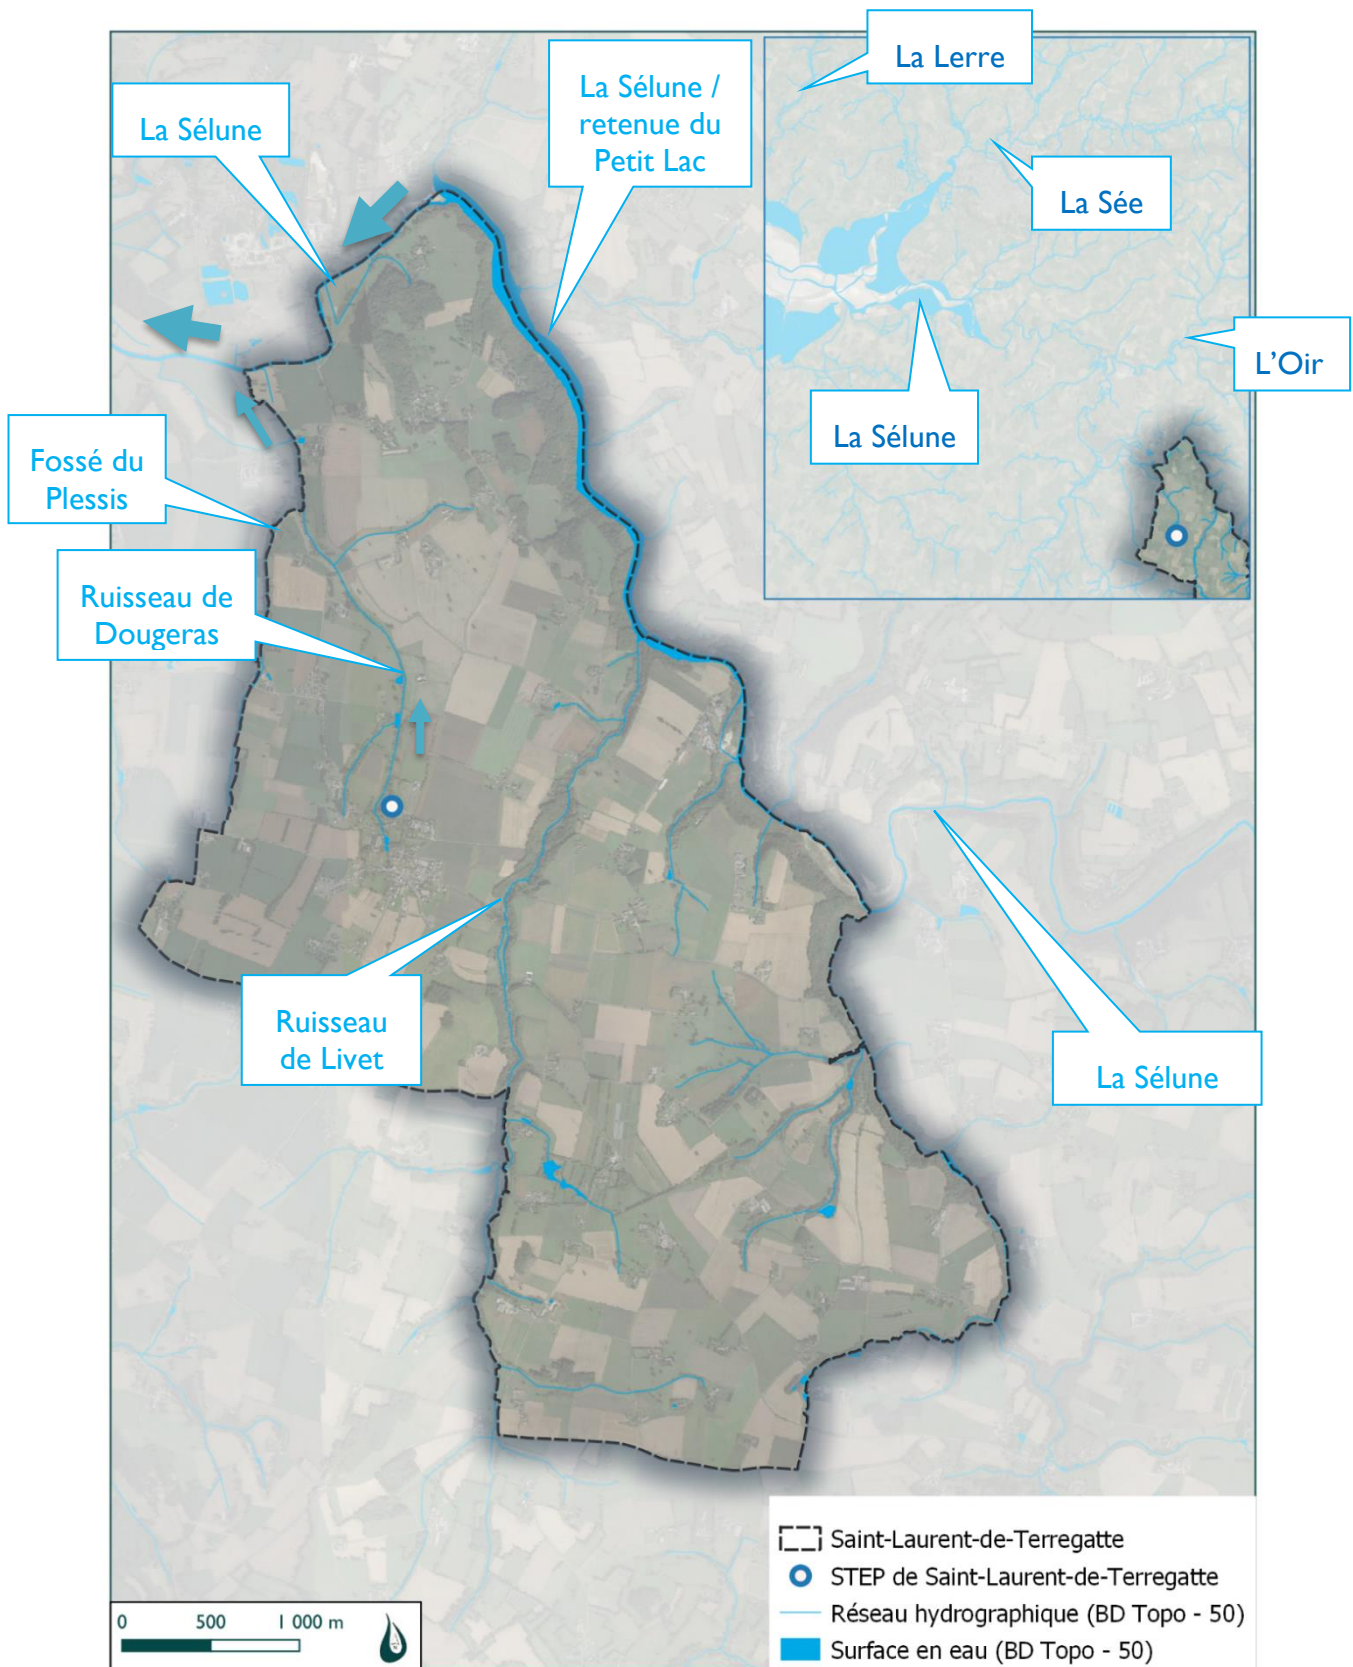 La Lerre
La Sélune /
retenue du
Petit Lac
La Sélune
La Sée
L'Oir
La Sélune
Fossé du
Plessis
Ruisseau de
Dougeras
Ruisseau
de Livet
La Sélune
Saint-Laurent-de-Terregatte
STEP de Saint-Laurent-de-Terregatte
Réseau hydrographique (BD Topo - 50)
Surface en eau (BD Topo - 50)
0 500 1 000 m